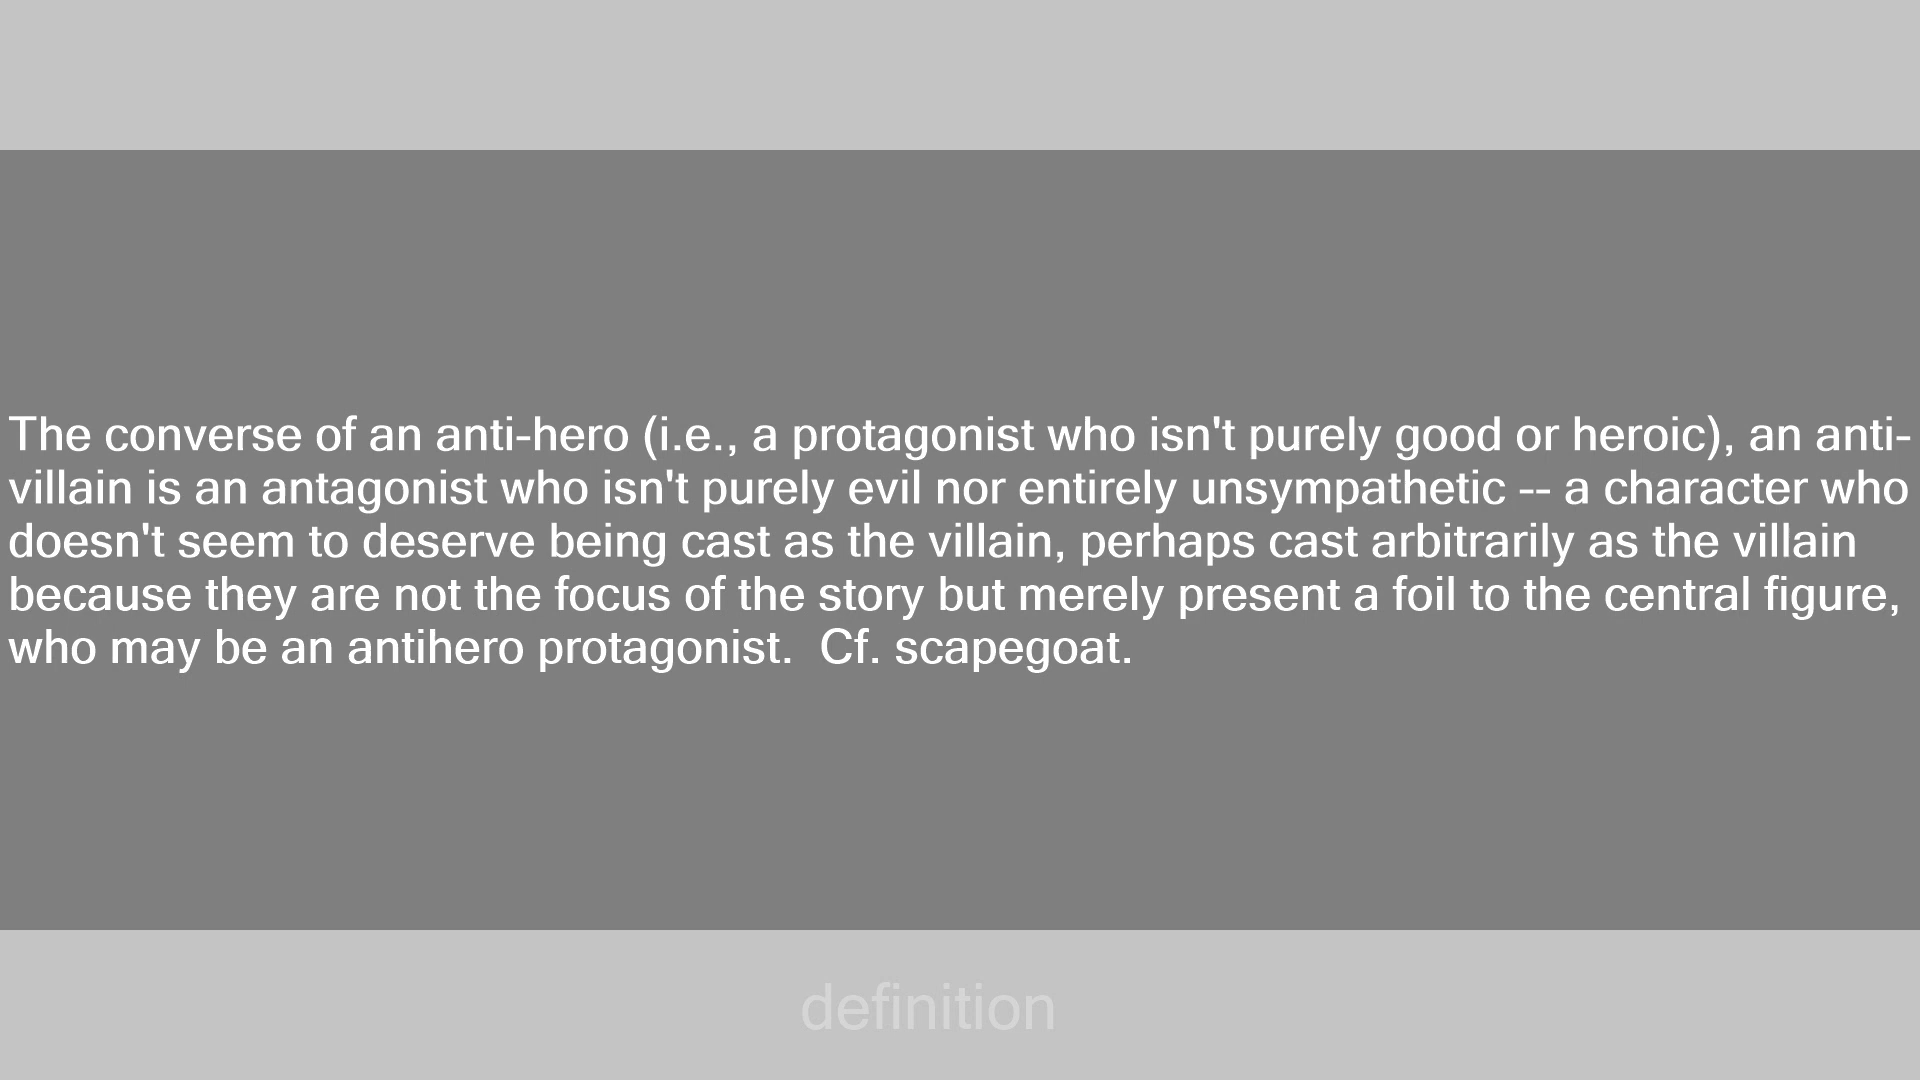 The converse of an anti-hero (i.e., a protagonist who isn't purely good or heroic), an anti-
villain is an antagonist who isn't purely evil nor entirely unsympathetic -- a character who
doesn't seem to deserve being cast as the villain, perhaps cast arbitrarily as the villain
because they are not the focus of the story but merely present a foil to the central figure,
who may be an antihero protagonist.  Cf. scapegoat.
definition